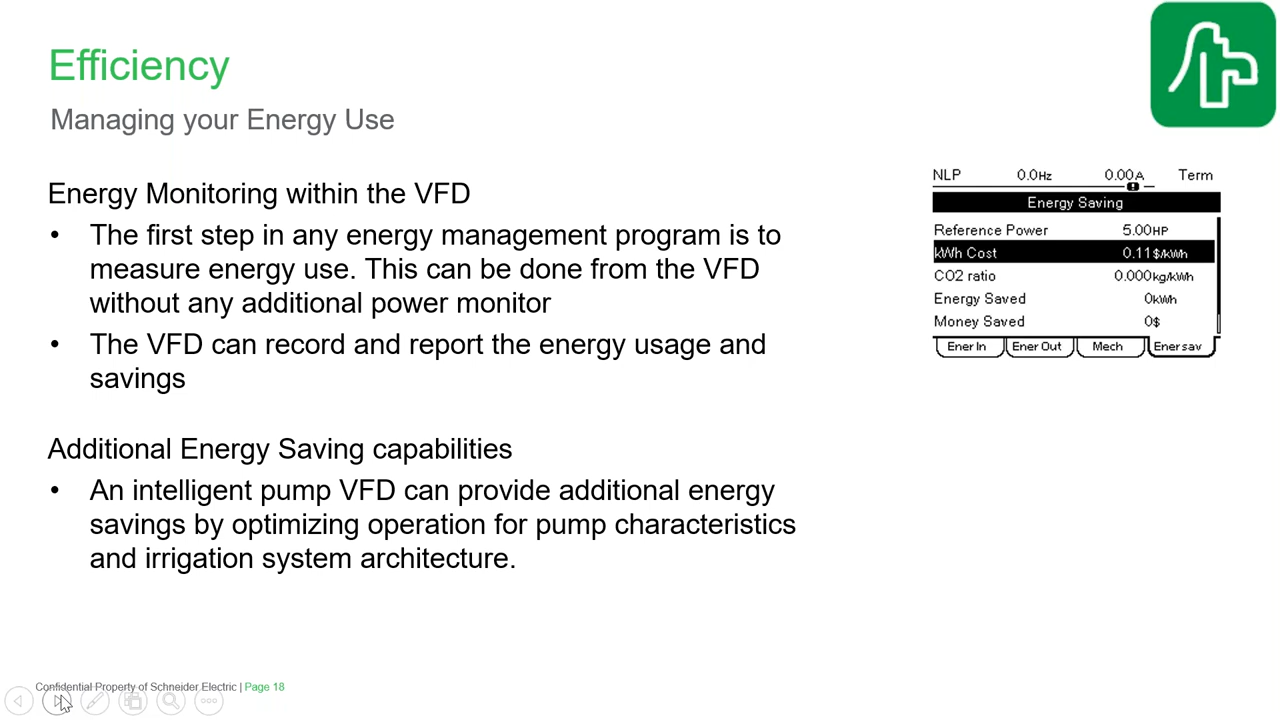 Efficiency
Managing your Energy Use
Energy Monitoring within the VFD
• The first step in any energy management program is to
measure energy use. This can be done from the VFD
without any additional power monitor
• The VFD can record and report the energy usage and
savings
Additional Energy Saving capabilities
• An intelligent pump VFD can provide additional energy
savings by optimizing operation for pump characteristics
and irrigation system architecture.
NLP 0.0Hz 0.00A Term
Energy Saving
Reference Power 5.00HP
kWh Cost 0.11$/kWh
CO2 ratio 0.000kg/kWh
Energy Saved 0kWh
Money Saved 0$
Ener In Ener Out Mech Ener sav
Confidential Property of Schneider Electric | Page 18